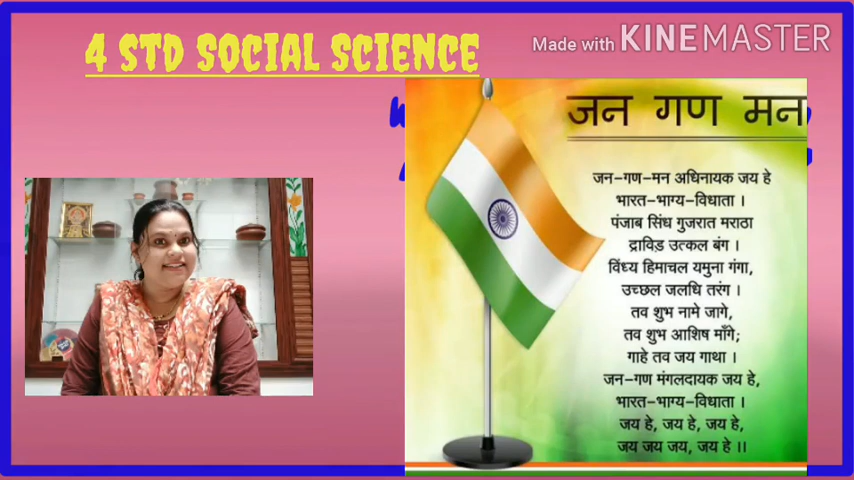 4 STD SOCIAL SCIENCE
Made with KINEMASTER
जन गण मन
जन-गण-मन अधिनायक जय हे
भारत-भाग्य-विधाता ।
पंजाब सिंध गुजरात मराठा
द्राविड़ उत्कल बंग ।
विंध्य हिमाचल यमुना गंगा,
उच्छल जलधि तरंग ।
तव शुभ नामे जागे,
तव शुभ आशिष माँगे;
गाहे तव जय गाथा ।
जन-गण मंगलदायक जय हे,
भारत-भाग्य-विधाता ।
जय हे, जय हे, जय हे,
जय जय जय, जय हे ।।